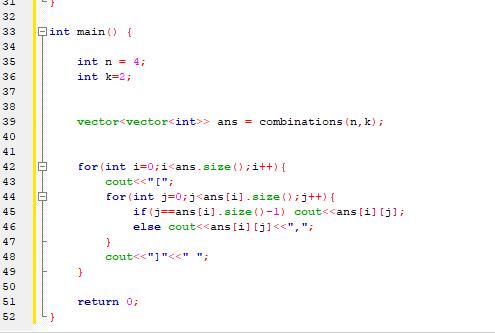 31 }
32
33 int main() {
34
35 int n = 4;
36 int k=2;
37
38
39 vector<vector<int>> ans = combinations(n,k);
40
41
42 for(int i=0;i<ans.size();i++){
43 cout<<"[";
44 for(int j=0;j<ans[i].size();j++){
45 if(j==ans[i].size()-1) cout<<ans[i][j];
46 else cout<<ans[i][j]<<",";
47 }
48 cout<<"]"<<" ";
49 }
50
51 return 0;
52 }